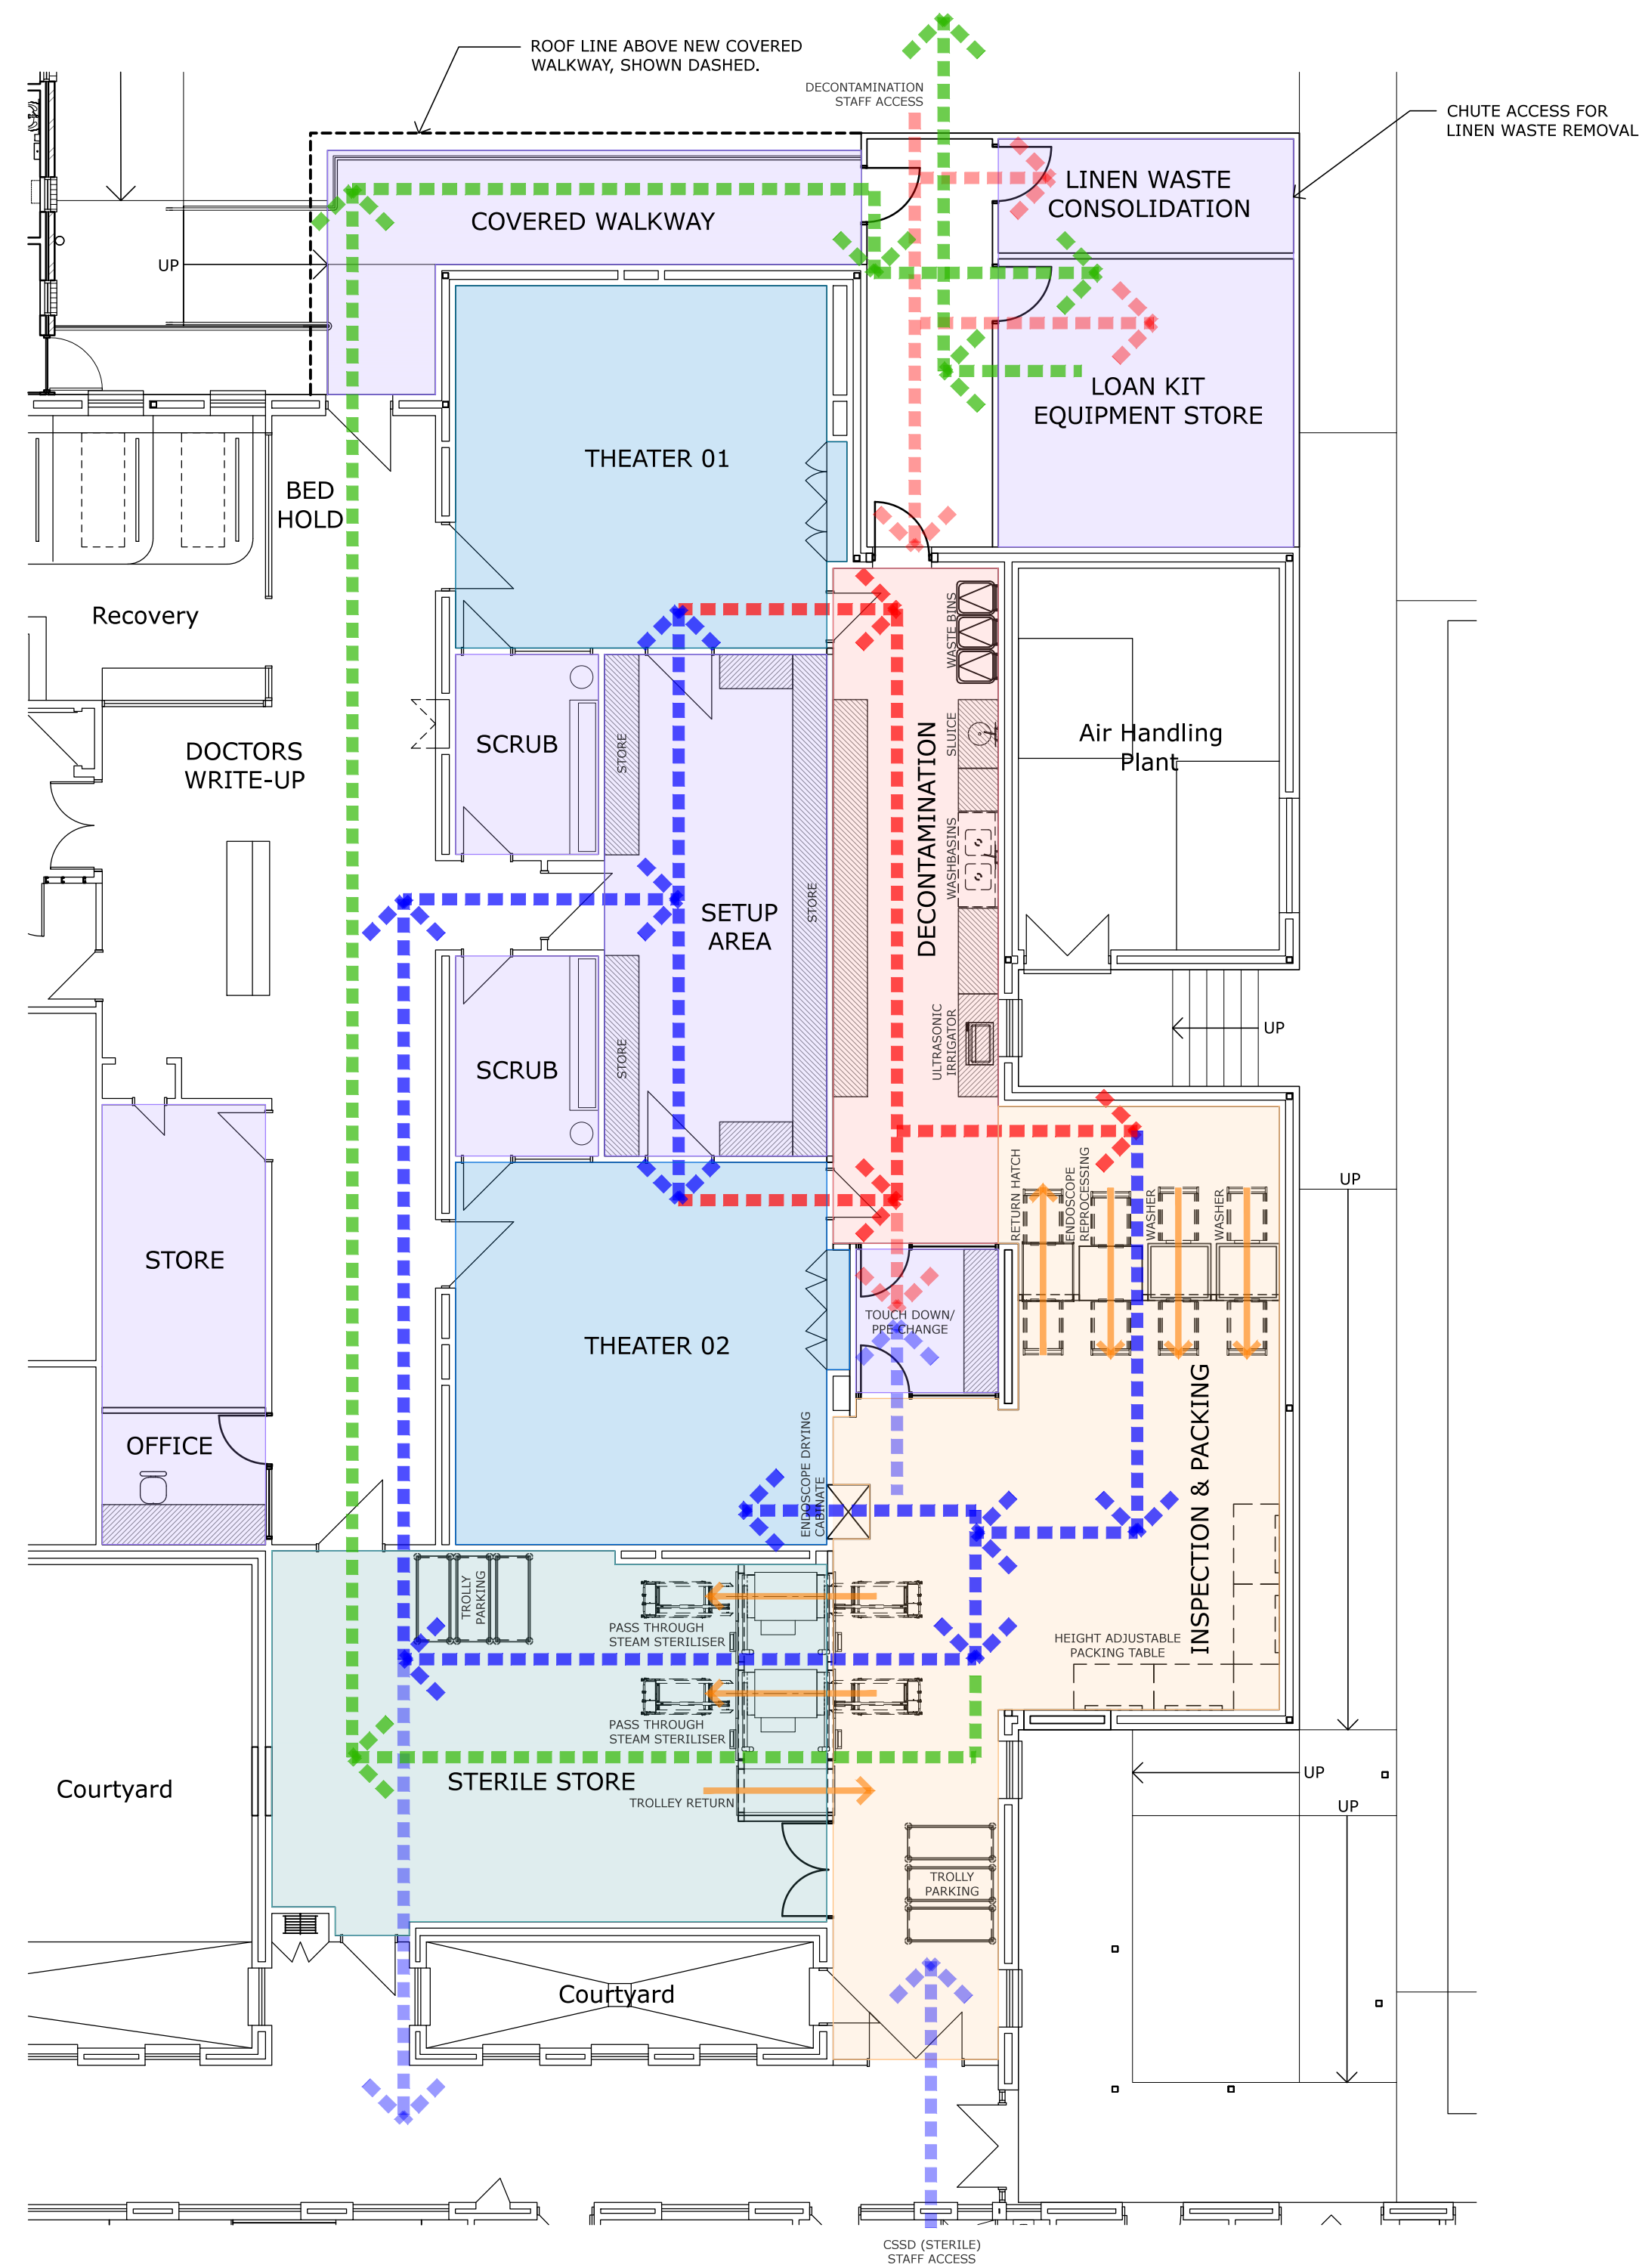 ROOF LINE ABOVE NEW COVERED
WALKWAY, SHOWN DASHED.
DECONTAMINATION
STAFF ACCESS
CHUTE ACCESS FOR
LINEN WASTE REMOVAL
LINEN WASTE
CONSOLIDATION
COVERED WALKWAY
UP
LOAN KIT
EQUIPMENT STORE
THEATER 01
BED
HOLD
Recovery
WASTE BINS
DOCTORS
WRITE-UP
SCRUB
STORE
SLUICE
Air Handling
Plant
DECONTAMINATION
WASHBASINS
SETUP
AREA
STORE
ULTRASONIC
IRRIGATOR
UP
SCRUB
STORE
RETURN HATCH
ENDOSCOPE
REPROCESSING
WASHER
WASHER
UP
STORE
TOUCH DOWN/
PPE CHANGE
THEATER 02
OFFICE
ENDOSCOPE DRYING
CABINATE
INSPECTION & PACKING
TROLLY
PARKING
PASS THROUGH
STEAM STERILISER
HEIGHT ADJUSTABLE
PACKING TABLE
PASS THROUGH
STEAM STERILISER
UP
STERILE STORE
Courtyard
TROLLEY RETURN
UP
TROLLY
PARKING
Courtyard
CSSD (STERILE)
STAFF ACCESS